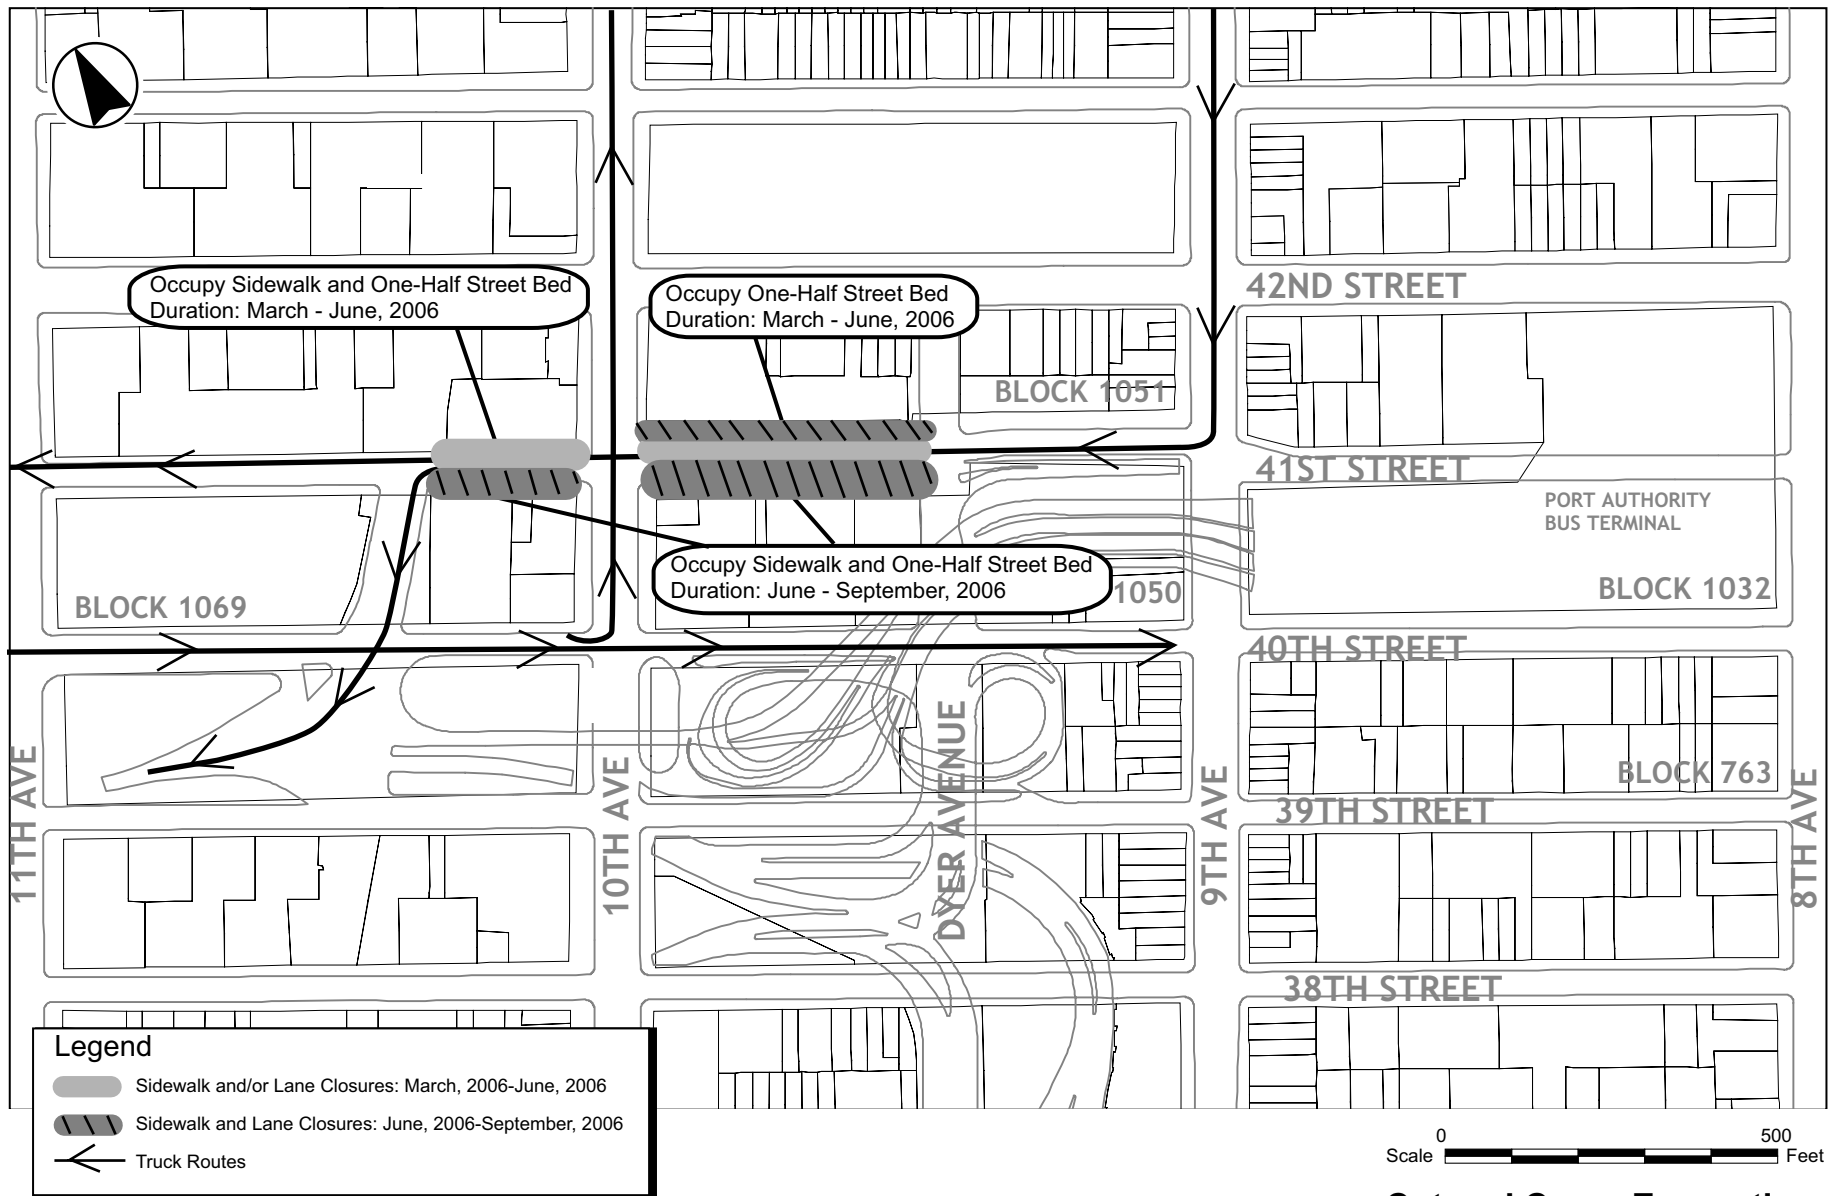 Occupy Sidewalk and One-Half Street Bed
Duration: March - June, 2006
Occupy One-Half Street Bed
Duration: March - June, 2006
42ND STREET
BLOCK 1051
41ST STREET
PORT AUTHORITY
BUS TERMINAL
Occupy Sidewalk and One-Half Street Bed
Duration: June - September, 2006
1050
BLOCK 1032
BLOCK 1069
40TH STREET
BLOCK 763
39TH STREET
11TH AVE
10TH AVE
DYER AVENUE
9TH AVE
8TH AVE
38TH STREET
Legend
Sidewalk and/or Lane Closures: March, 2006-June, 2006
Sidewalk and Lane Closures: June, 2006-September, 2006
Truck Routes
0 500
Scale Feet